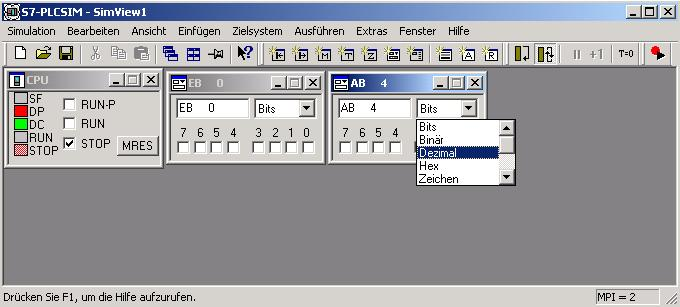 S7-PLCSIM - SimView1
Simulation Bearbeiten Ansicht Einfügen Zielsystem Ausführen Extras Fenster Hilfe
+1 T=0
CPU
SF
DP
DC
RUN
STOP
RUN-P
RUN
STOP
MRES
EB 0
EB 0 Bits
7 6 5 4 3 2 1 0
AB 4
AB 4 Bits
7 6 5 4
Bits
Binär
Dezimal
Hex
Zeichen
Drücken Sie F1, um die Hilfe aufzurufen.
MPI = 2